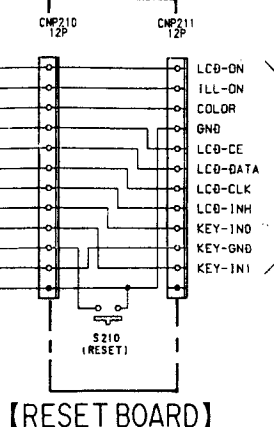 CNP210
12P
CNP211
12P
LCD-ON
ILL-ON
COLOR
GND
LCD-CE
LCD-DATA
LCD-CLK
LCD-INH
KEY-IN0
KEY-GND
KEY-IN1
S210
(RESET)
【RESET BOARD】